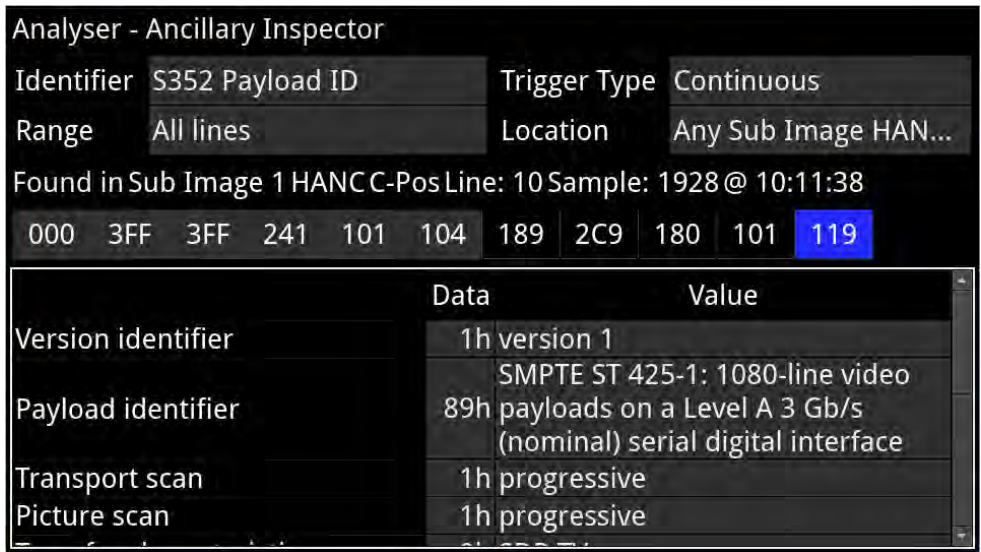 Analyser - Ancillary Inspector
Identifier S352 Payload ID Trigger Type Continuous
Range All lines Location Any Sub Image HAN...
Found in Sub Image 1 HANC C-Pos Line: 10 Sample: 1928 @ 10:11:38
000 3FF 3FF 241 101 104 189 2C9 180 101 119
Data Value
Version identifier 1h version 1
Payload identifier 89h SMPTE ST 425-1: 1080-line video
payloads on a Level A 3 Gb/s
(nominal) serial digital interface
Transport scan 1h progressive
Picture scan 1h progressive